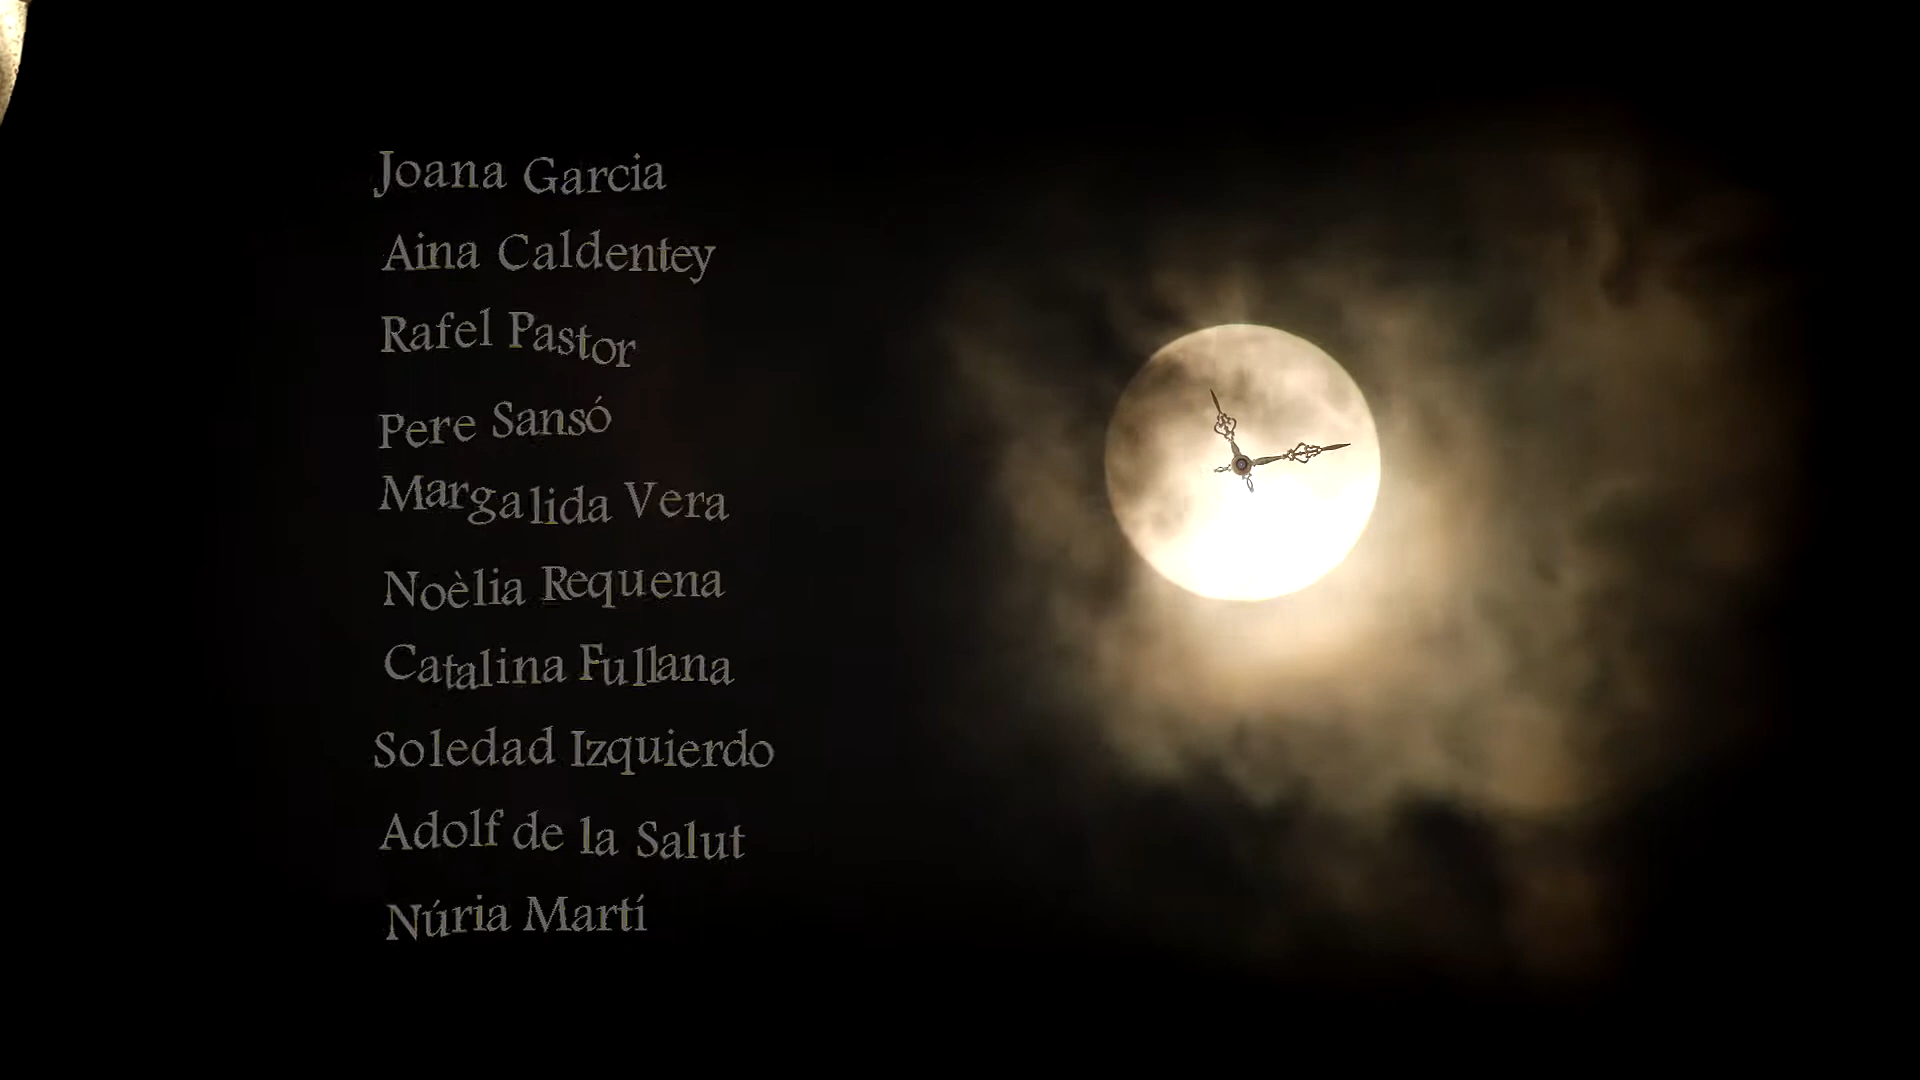 Joana Garcia
Aina Caldentey
Rafel Pastor
Pere Sansó
Margalida Vera
Noèlia Requena
Catalina Fullana
Soledad Izquierdo
Adolf de la Salut
Núria Martí